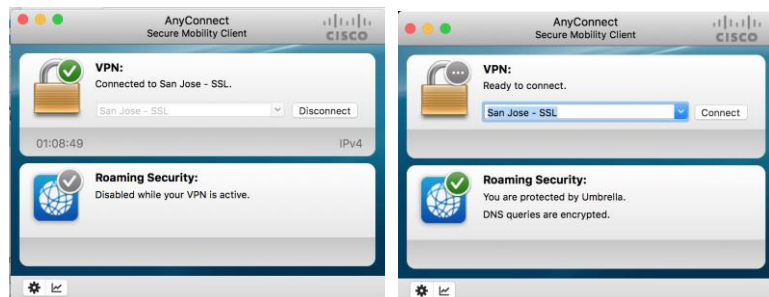 AnyConnect
Secure Mobility Client
CISCO
VPN:
Connected to San Jose - SSL.
San Jose - SSL
Disconnect
01:08:49
IPv4
Roaming Security:
Disabled while your VPN is active.
AnyConnect
Secure Mobility Client
CISCO
VPN:
Ready to connect.
San Jose - SSL
Connect
Roaming Security:
You are protected by Umbrella.
DNS queries are encrypted.